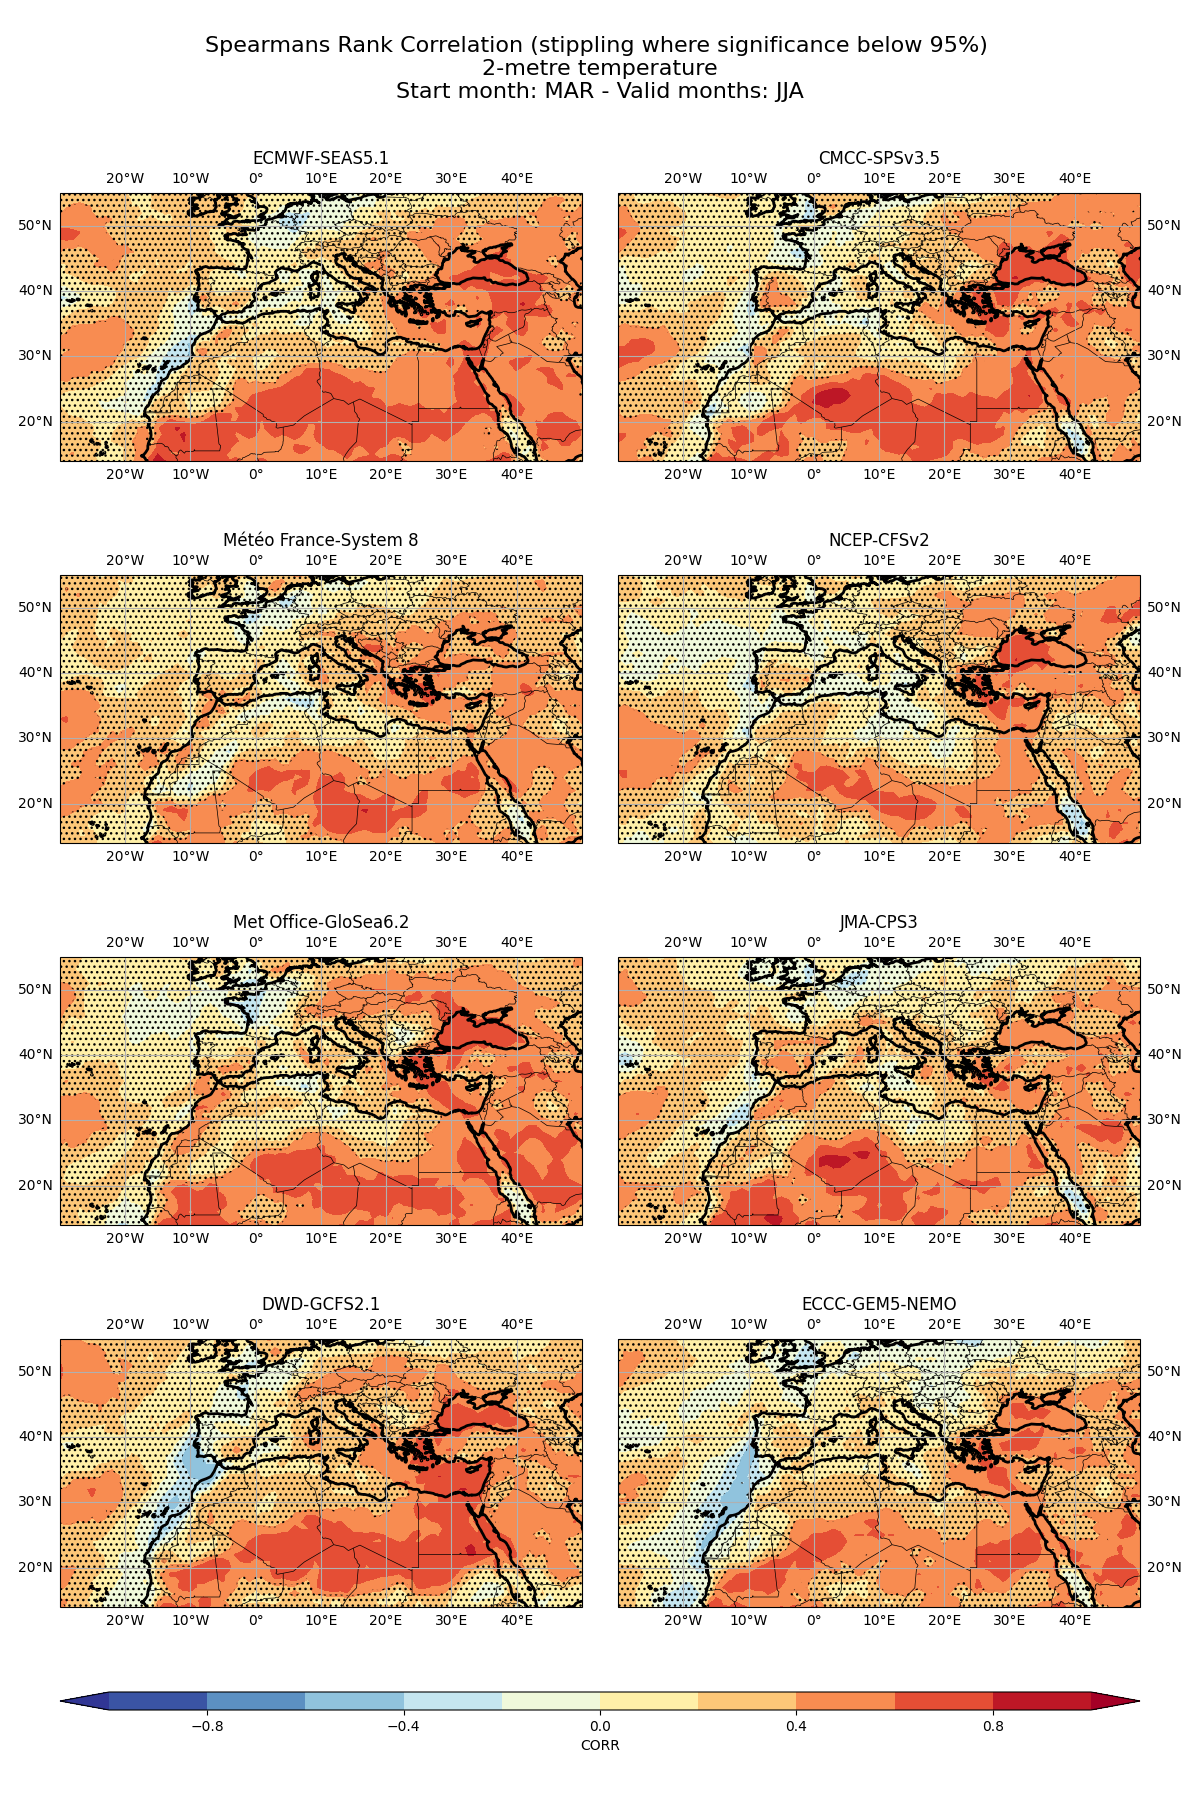 Spearmans Rank Correlation (stippling where significance below 95%)
2-metre temperature
Start month: MAR - Valid months: JJA
ECMWF-SEAS5.1
CMCC-SPSv3.5
20°W 10°W 0° 10°E 20°E 30°E 40°E
20°W 10°W 0° 10°E 20°E 30°E 40°E
50°N
50°N
40°N
40°N
30°N
30°N
20°N
20°N
20°W 10°W 0° 10°E 20°E 30°E 40°E
20°W 10°W 0° 10°E 20°E 30°E 40°E
Météo France-System 8
NCEP-CFSv2
20°W 10°W 0° 10°E 20°E 30°E 40°E
20°W 10°W 0° 10°E 20°E 30°E 40°E
50°N
50°N
40°N
40°N
30°N
30°N
20°N
20°N
20°W 10°W 0° 10°E 20°E 30°E 40°E
20°W 10°W 0° 10°E 20°E 30°E 40°E
Met Office-GloSea6.2
JMA-CPS3
20°W 10°W 0° 10°E 20°E 30°E 40°E
20°W 10°W 0° 10°E 20°E 30°E 40°E
50°N
50°N
40°N
40°N
30°N
30°N
20°N
20°N
20°W 10°W 0° 10°E 20°E 30°E 40°E
20°W 10°W 0° 10°E 20°E 30°E 40°E
DWD-GCFS2.1
ECCC-GEM5-NEMO
20°W 10°W 0° 10°E 20°E 30°E 40°E
20°W 10°W 0° 10°E 20°E 30°E 40°E
50°N
50°N
40°N
40°N
30°N
30°N
20°N
20°N
20°W 10°W 0° 10°E 20°E 30°E 40°E
20°W 10°W 0° 10°E 20°E 30°E 40°E
−0.8 −0.4 0.0 0.4 0.8
CORR